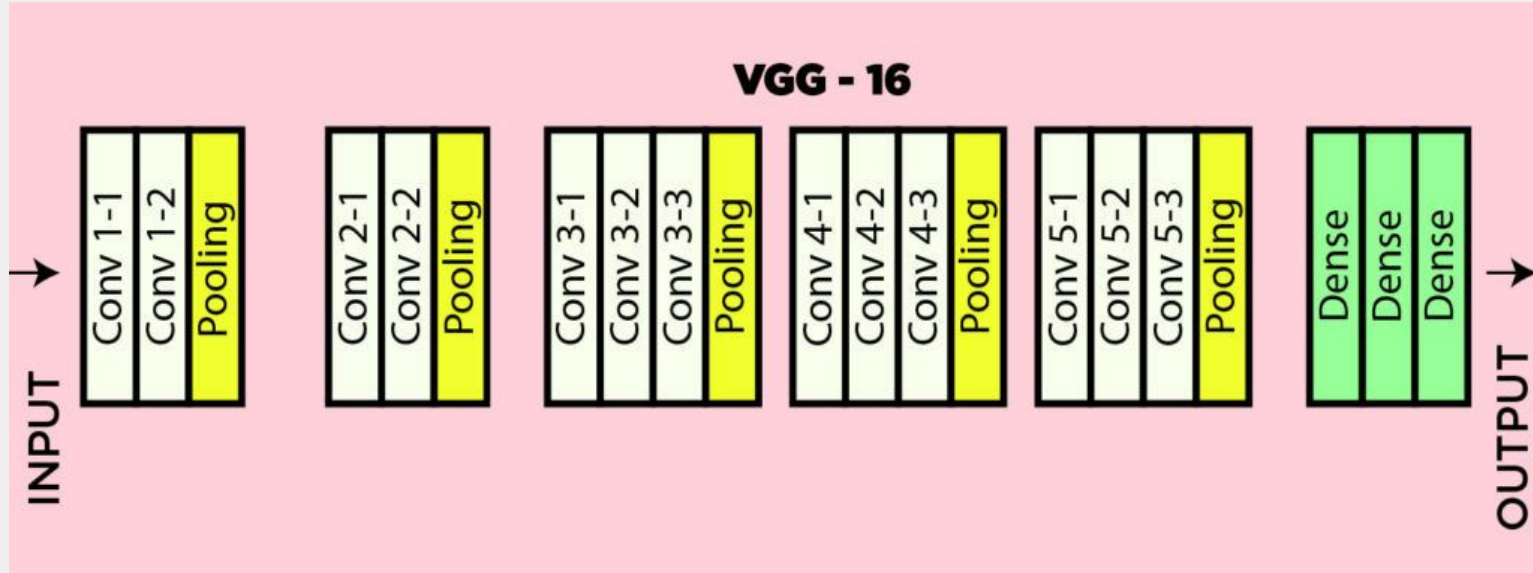 VGG - 16
INPUT
Conv 1-1
Conv 1-2
Pooling
Conv 2-1
Conv 2-2
Pooling
Conv 3-1
Conv 3-2
Conv 3-3
Pooling
Conv 4-1
Conv 4-2
Conv 4-3
Pooling
Conv 5-1
Conv 5-2
Conv 5-3
Pooling
Dense
Dense
Dense
OUTPUT